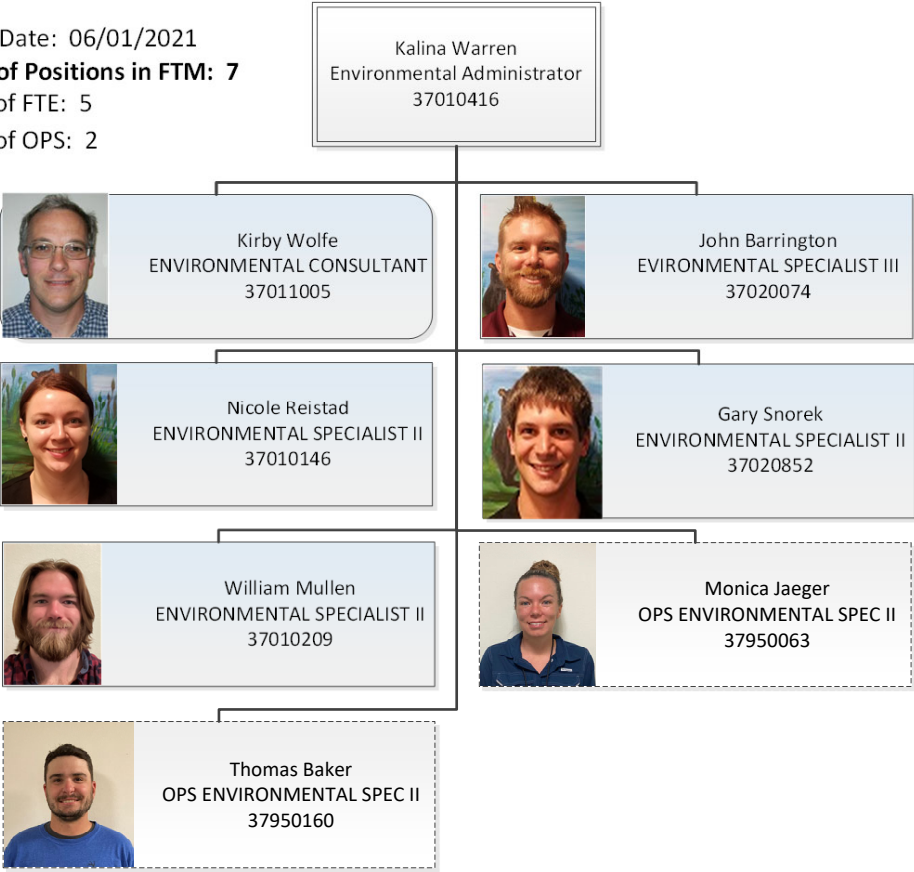 Date: 06/01/2021
of Positions in FTM: 7
of FTE: 5
of OPS: 2
Kalina Warren
Environmental Administrator
37010416
Kirby Wolfe
ENVIRONMENTAL CONSULTANT
37011005
John Barrington
EVIRONMENTAL SPECIALIST III
37020074
Nicole Reistad
ENVIRONMENTAL SPECIALIST II
37010146
Gary Snorek
ENVIRONMENTAL SPECIALIST II
37020852
William Mullen
ENVIRONMENTAL SPECIALIST II
37010209
Monica Jaeger
OPS ENVIRONMENTAL SPEC II
37950063
Thomas Baker
OPS ENVIRONMENTAL SPEC II
37950160